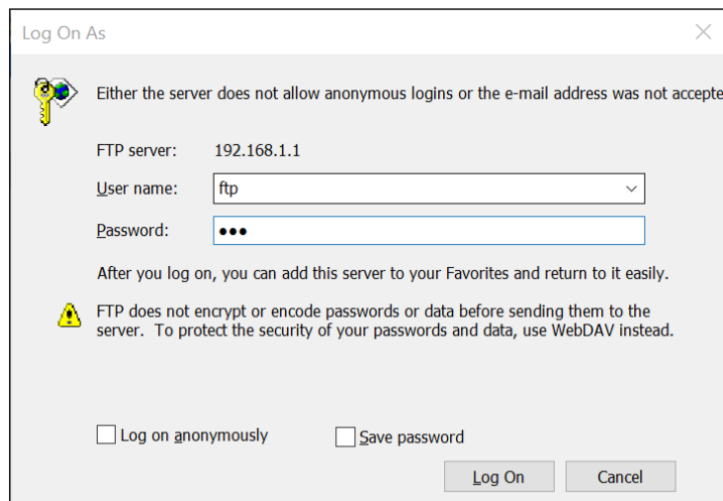 Log On As
Either the server does not allow anonymous logins or the e-mail address was not accepte
FTP server: 192.168.1.1
User name: ftp
Password: ●●●
After you log on, you can add this server to your Favorites and return to it easily.
FTP does not encrypt or encode passwords or data before sending them to the
server. To protect the security of your passwords and data, use WebDAV instead.
Log on anonymously Save password
Log On Cancel